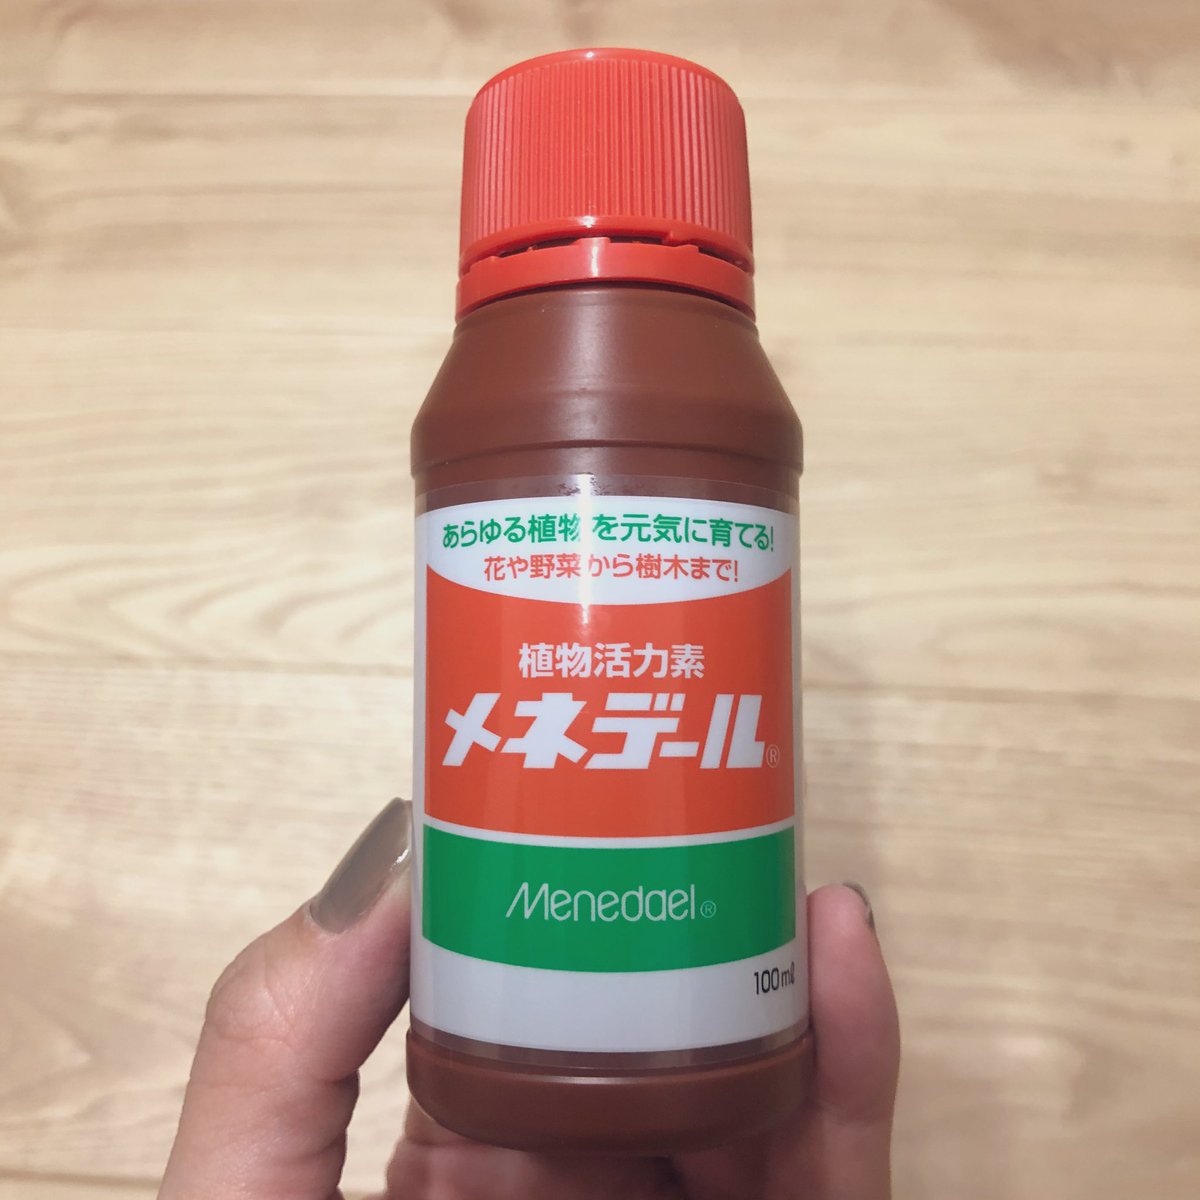 あらゆる植物を元気に育てる!
花や野菜から樹木まで!
植物活力素
メネデール®
Menedael®
100mℓ